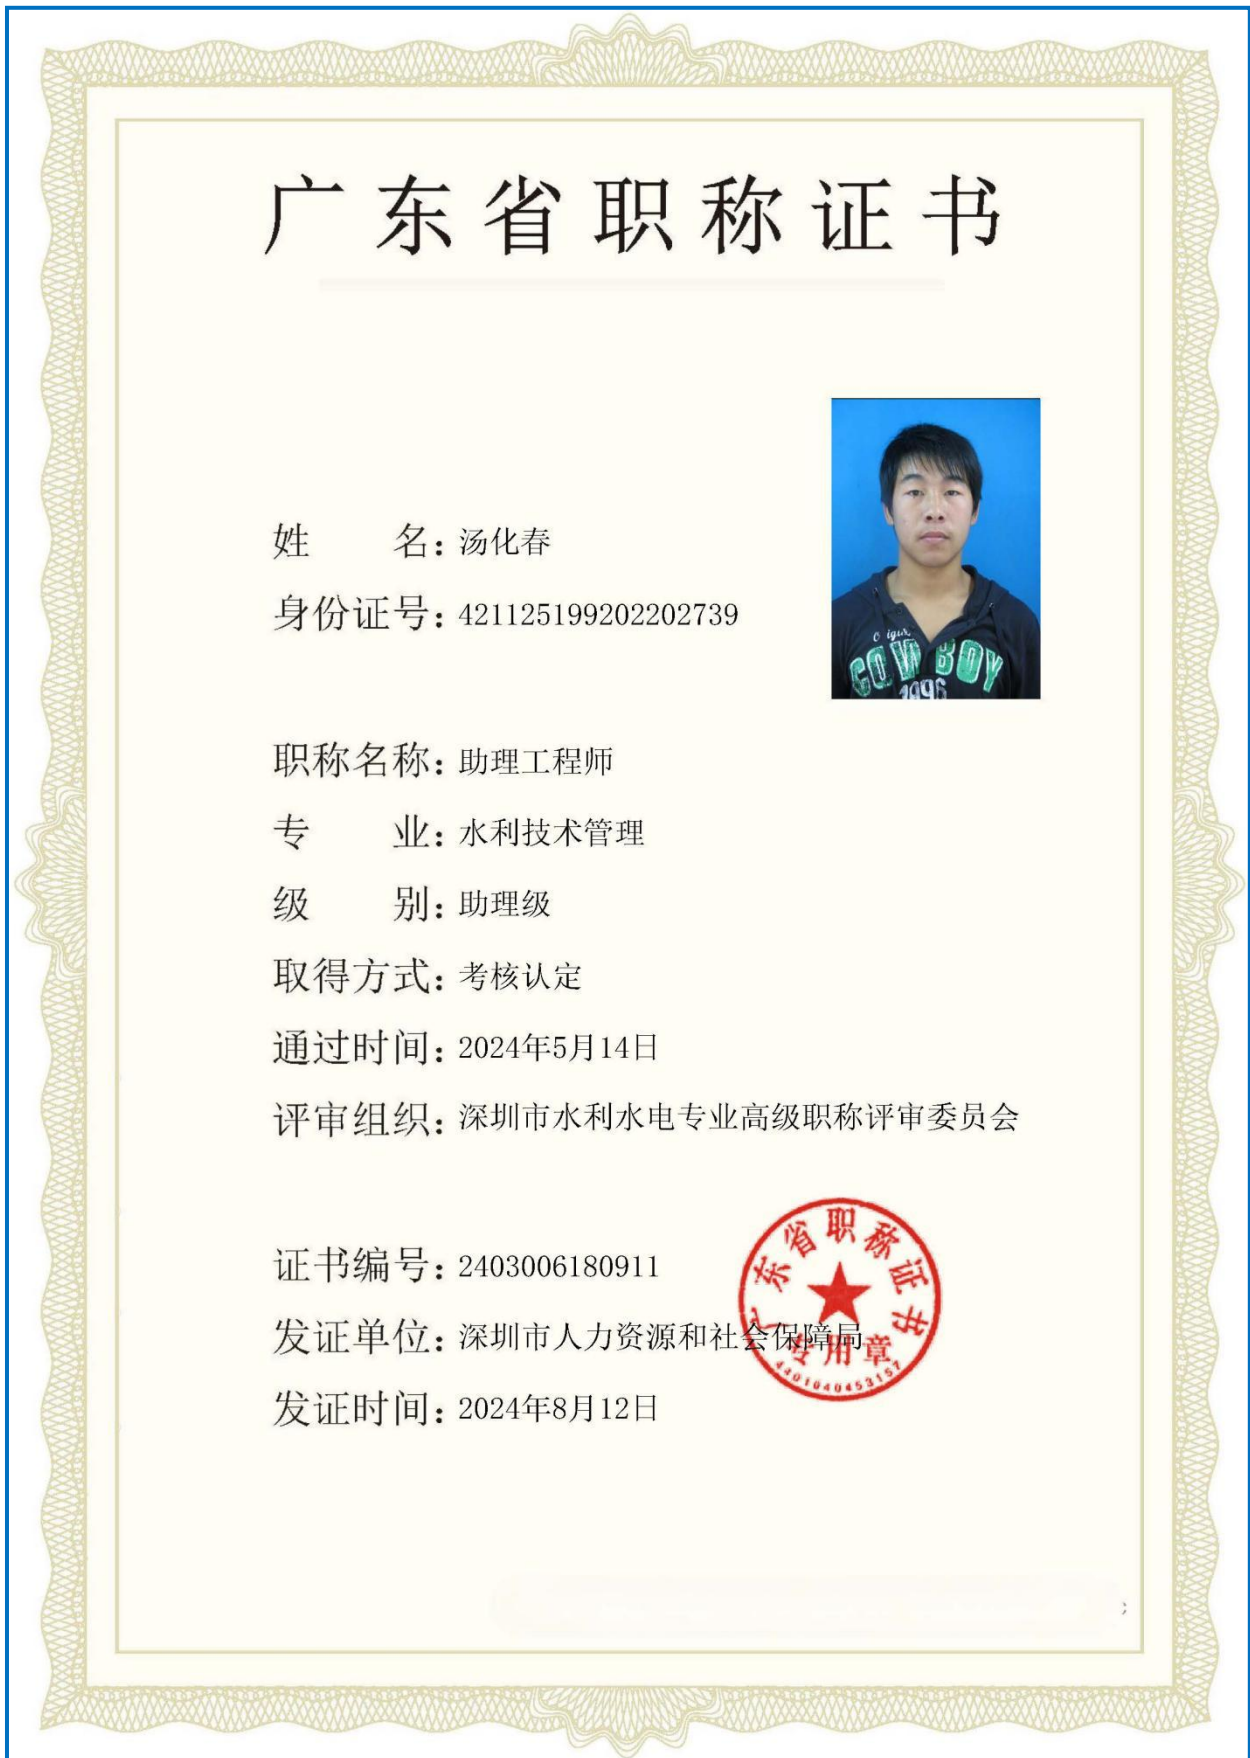 广东省职称证书
姓名：汤化春
身份证号：421125199202202739
Origin
COWBOY
1996
职称名称：助理工程师
专业：水利技术管理
级别：助理级
取得方式：考核认定
通过时间：2024年5月14日
评审组织：深圳市水利水电专业高级职称评审委员会
证书编号：2403006180911
发证单位：深圳市人力资源和社会保障局
发证时间：2024年8月12日
广东省职称证书
专用章
4401040453157